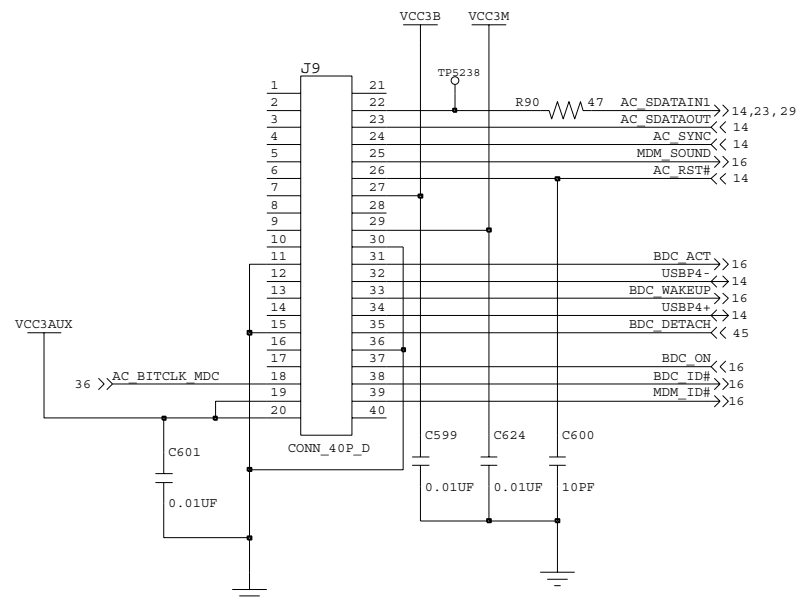 VCC3B VCC3M
J9
TP5238
1 21
2 22 R90 47 AC_SDATAIN1 14,23,29
3 23 AC_SDATAOUT 14
4 24 AC_SYNC 14
5 25 MDM_SOUND 16
6 26 AC_RST# 14
7 27
8 28
9 29
10 30
11 31 BDC_ACT 16
12 32 USBP4- 14
13 33 BDC_WAKEUP 16
14 34 USBP4+ 14
VCC3AUX
15 35 BDC_DETACH 45
16 36
17 37 BDC_ON 16
36 AC_BITCLK_MDC 18 38 BDC_ID# 16
19 39 MDM_ID# 16
20 40
CONN_40P_D
C601 C599 C624 C600
0.01UF 0.01UF 0.01UF 10PF